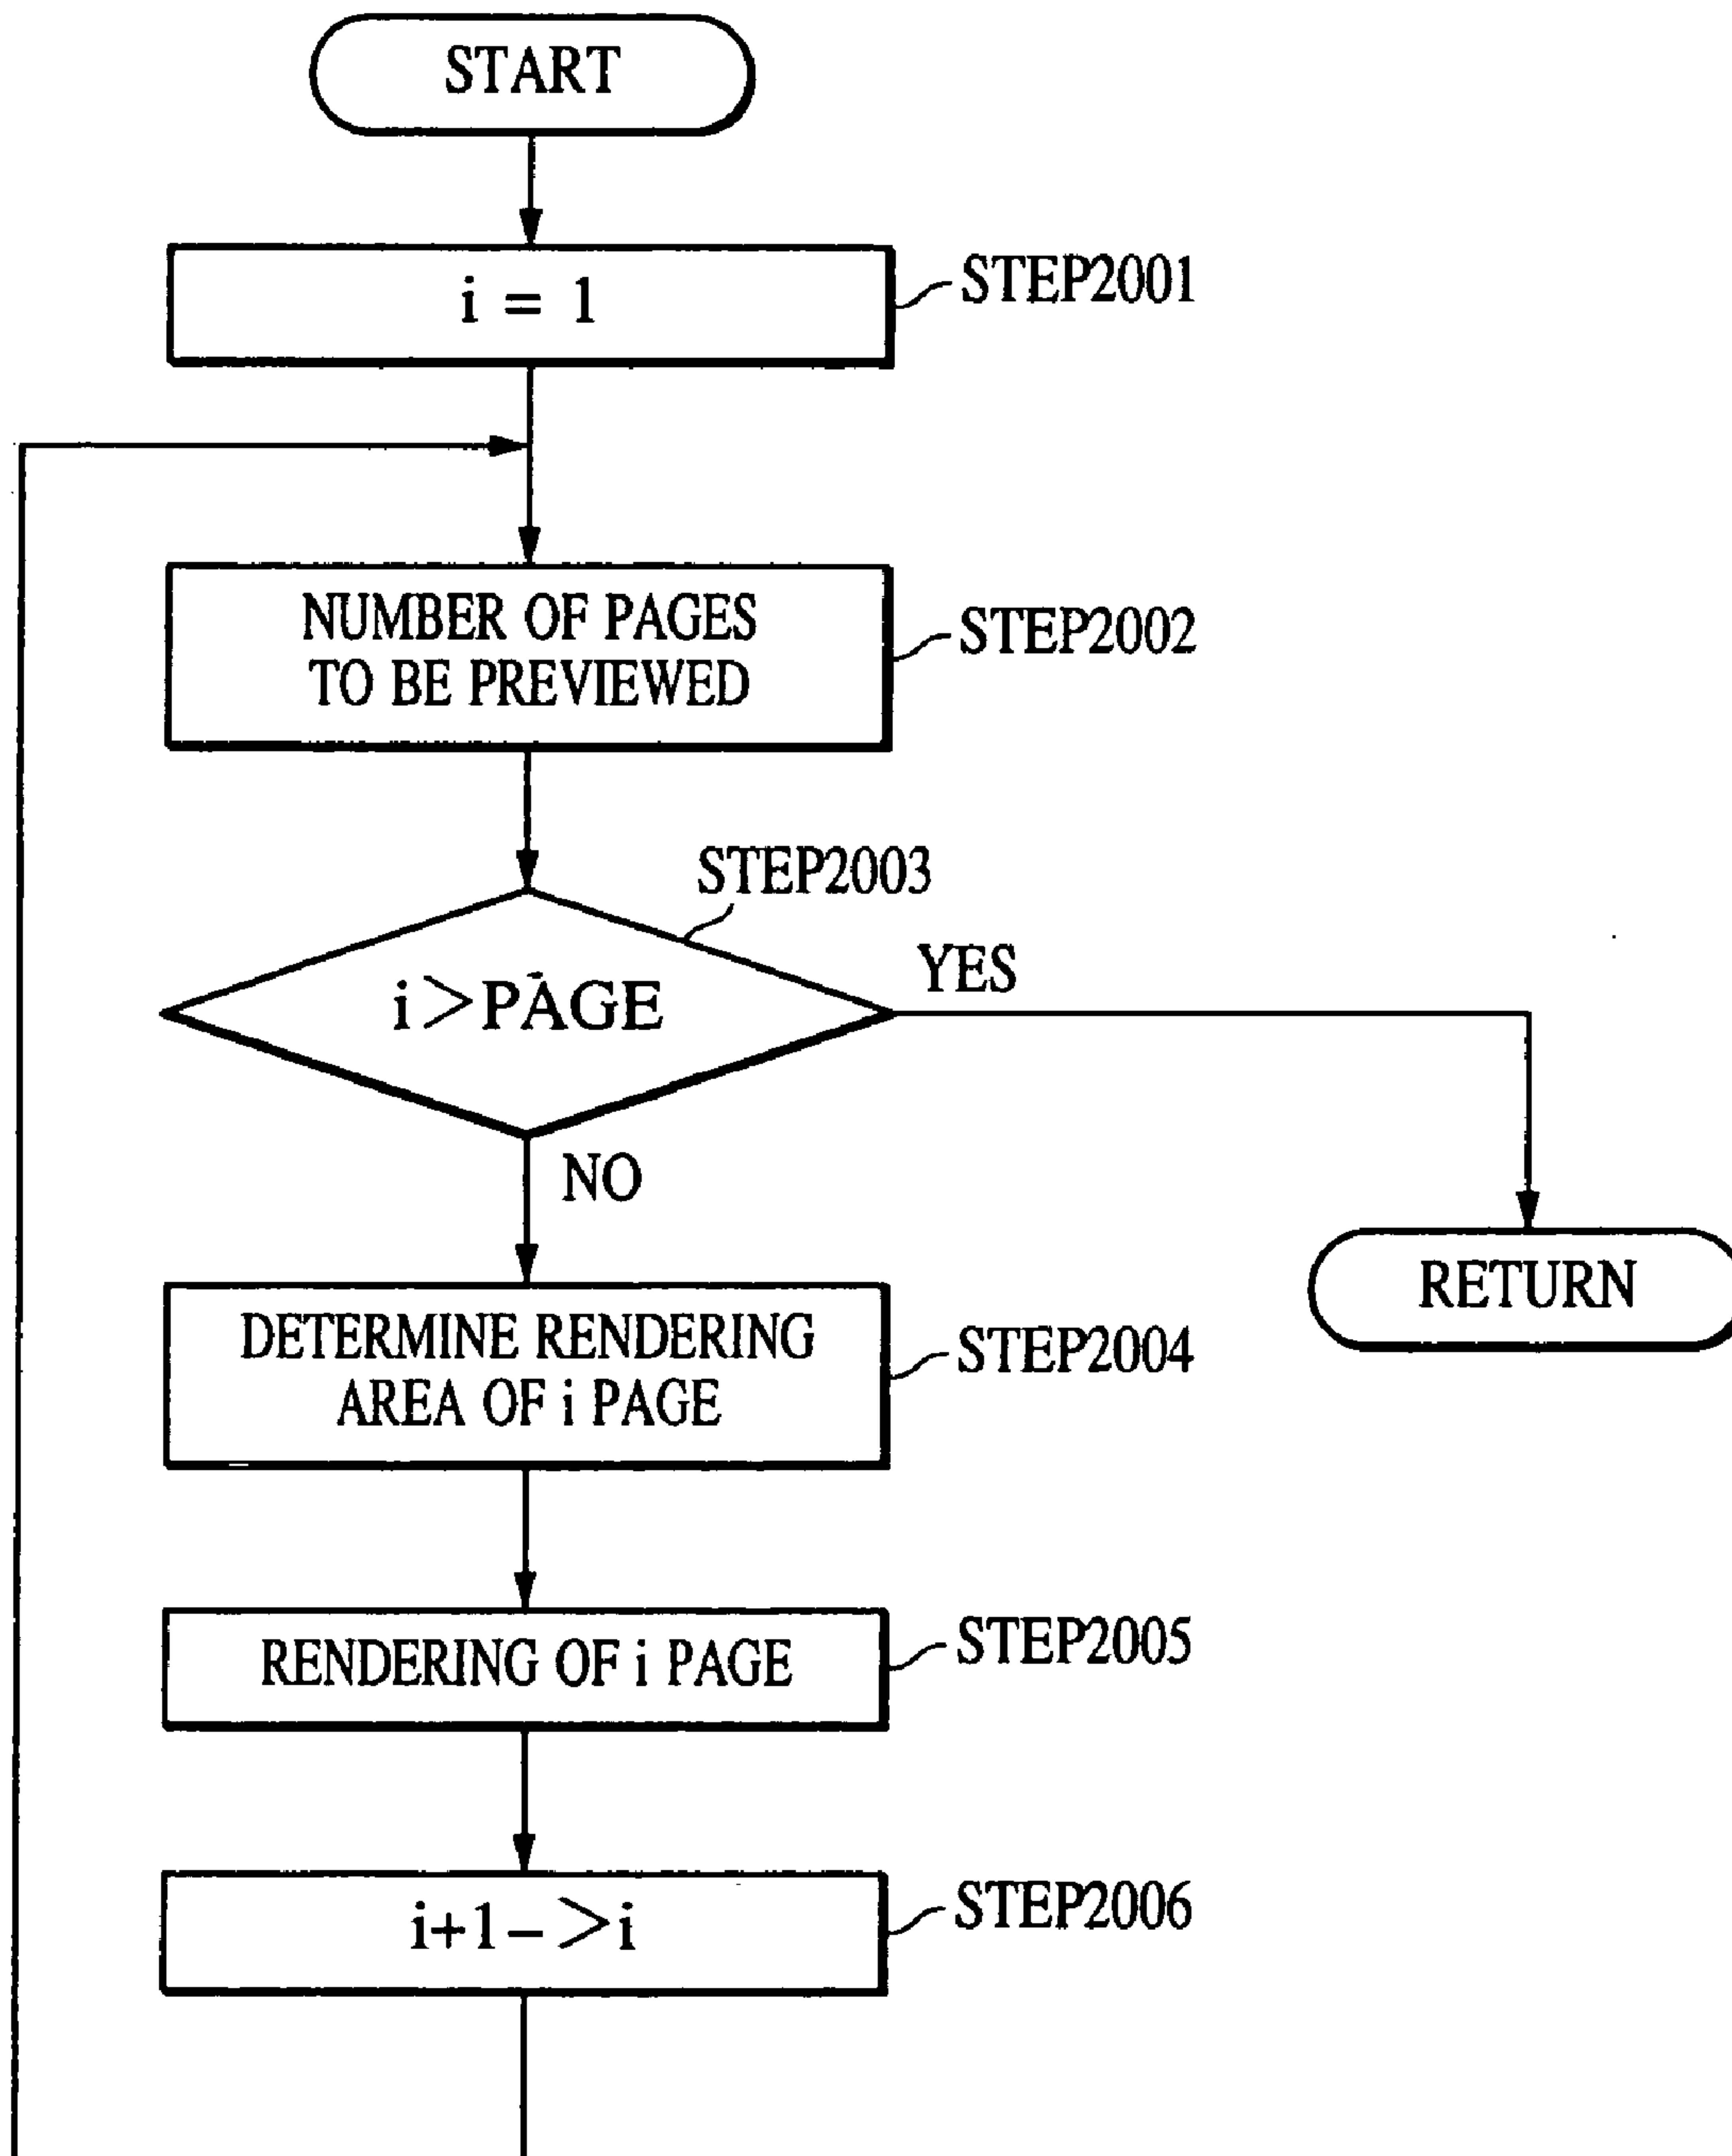 START
i = 1
STEP2001
NUMBER OF PAGES
TO BE PREVIEWED
STEP2002
STEP2003
i>PAGE
YES
NO
RETURN
DETERMINE RENDERING
AREA OF i PAGE
STEP2004
RENDERING OF i PAGE
STEP2005
i+1->i
STEP2006